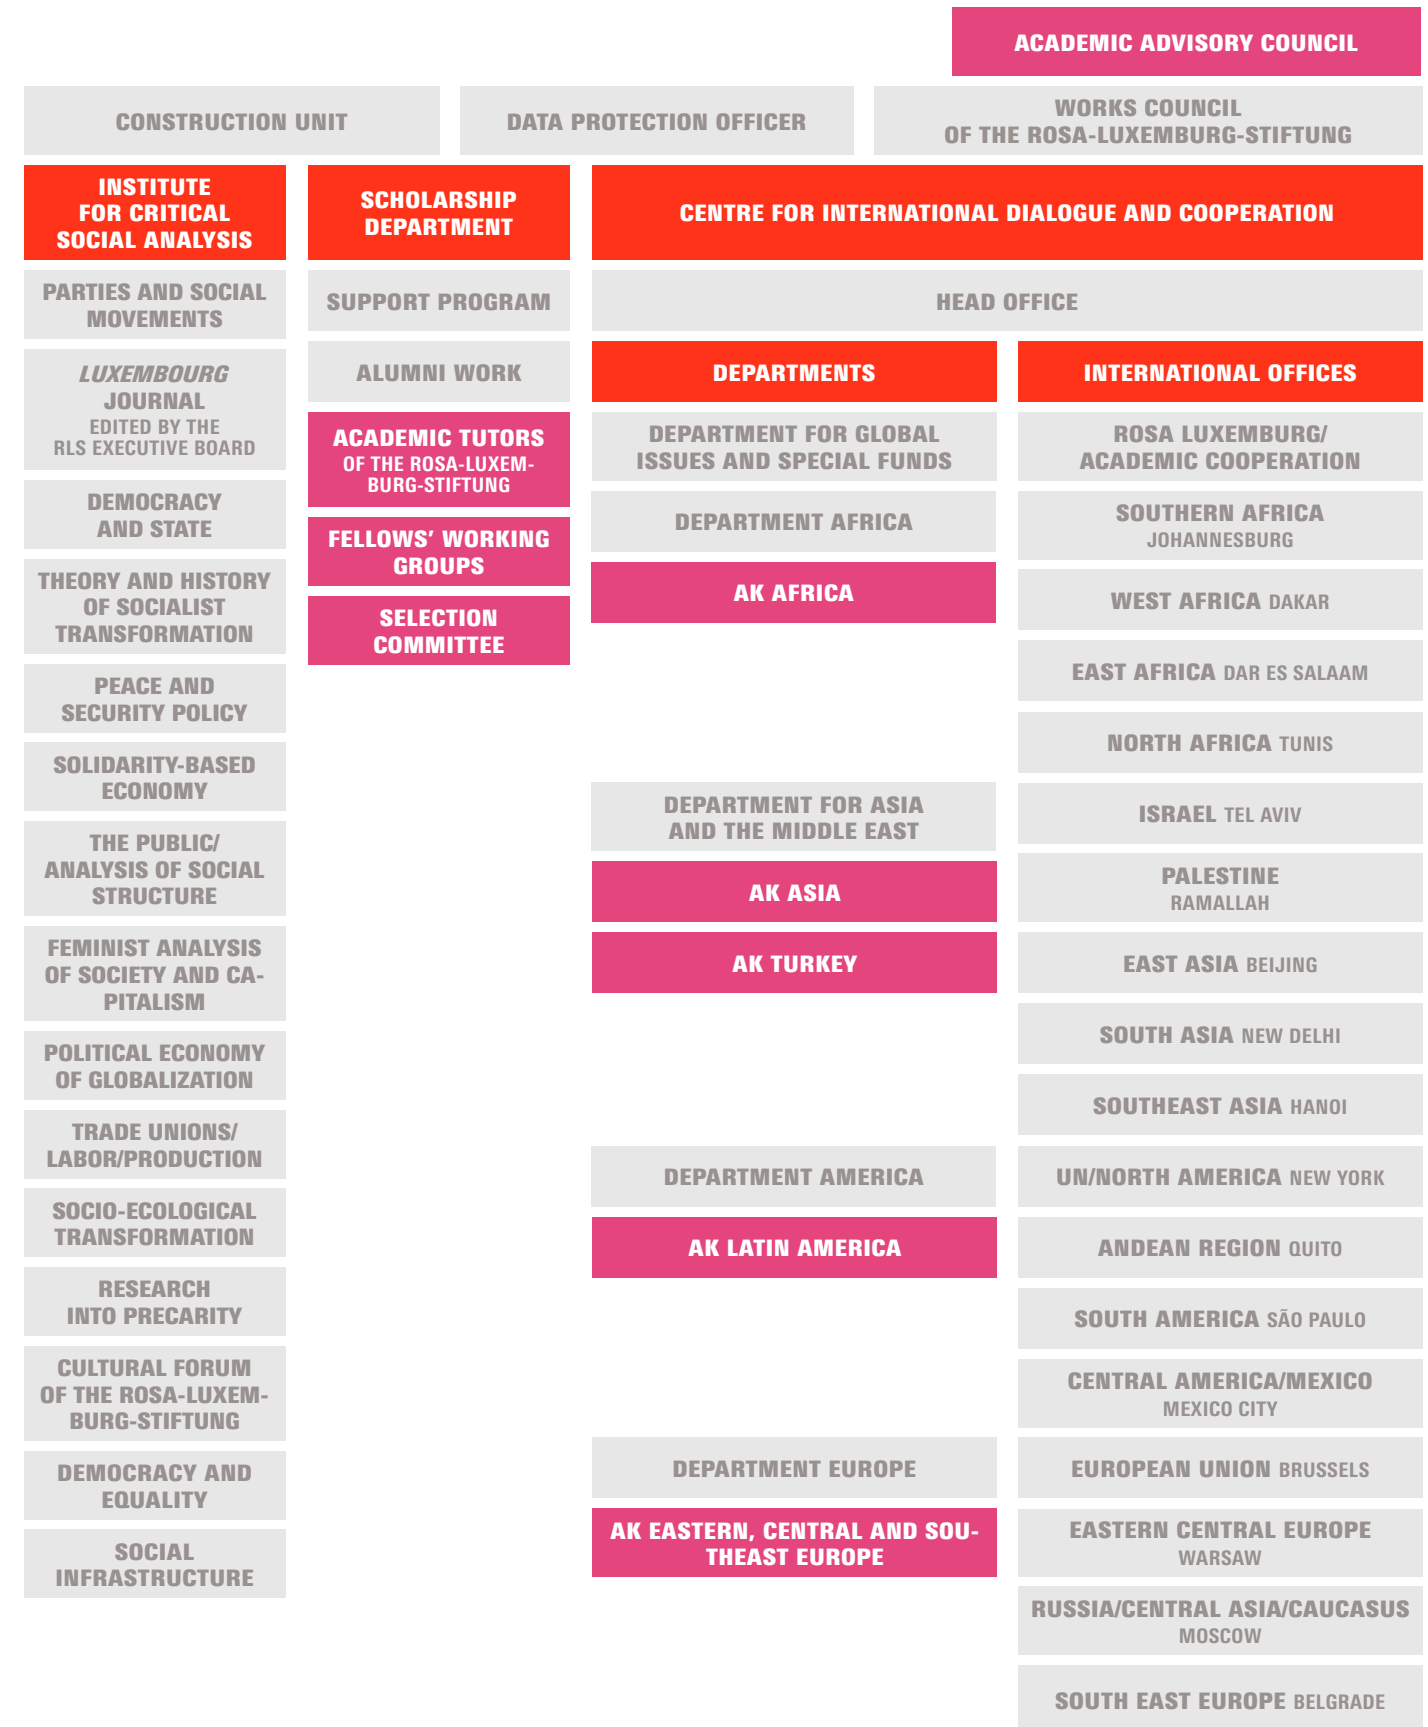 ACADEMIC ADVISORY COUNCIL
CONSTRUCTION UNIT
DATA PROTECTION OFFICER
WORKS COUNCIL
OF THE ROSA-LUXEMBURG-STIFTUNG
INSTITUTE
FOR CRITICAL
SOCIAL ANALYSIS
PARTIES AND SOCIAL
MOVEMENTS
LUXEMBOURG
JOURNAL
EDITED BY THE
RLS EXECUTIVE BOARD
DEMOCRACY
AND STATE
THEORY AND HISTORY
OF SOCIALIST
TRANSFORMATION
PEACE AND
SECURITY POLICY
SOLIDARITY-BASED
ECONOMY
THE PUBLIC/
ANALYSIS OF SOCIAL
STRUCTURE
FEMINIST ANALYSIS
OF SOCIETY AND CA-
PITALISM
POLITICAL ECONOMY
OF GLOBALIZATION
TRADE UNIONS/
LABOR/PRODUCTION
SOCIO-ECOLOGICAL
TRANSFORMATION
RESEARCH
INTO PRECARITY
CULTURAL FORUM
OF THE ROSA-LUXEM-
BURG-STIFTUNG
DEMOCRACY AND
EQUALITY
SOCIAL
INFRASTRUCTURE
SCHOLARSHIP
DEPARTMENT
SUPPORT PROGRAM
ALUMNI WORK
ACADEMIC TUTORS
OF THE ROSA-LUXEM-
BURG-STIFTUNG
FELLOWS’ WORKING
GROUPS
SELECTION
COMMITTEE
CENTRE FOR INTERNATIONAL DIALOGUE AND COOPERATION
HEAD OFFICE
DEPARTMENTS
DEPARTMENT FOR GLOBAL
ISSUES AND SPECIAL FUNDS
DEPARTMENT AFRICA
AK AFRICA
DEPARTMENT FOR ASIA
AND THE MIDDLE EAST
AK ASIA
AK TURKEY
DEPARTMENT AMERICA
AK LATIN AMERICA
DEPARTMENT EUROPE
AK EASTERN, CENTRAL AND SOU-
THEAST EUROPE
INTERNATIONAL OFFICES
ROSA LUXEMBURG/
ACADEMIC COOPERATION
SOUTHERN AFRICA
JOHANNESBURG
WEST AFRICA DAKAR
EAST AFRICA DAR ES SALAAM
NORTH AFRICA TUNIS
ISRAEL TEL AVIV
PALESTINE
RAMALLAH
EAST ASIA BEIJING
SOUTH ASIA NEW DELHI
SOUTHEAST ASIA HANOI
UN/NORTH AMERICA NEW YORK
ANDEAN REGION QUITO
SOUTH AMERICA SÃO PAULO
CENTRAL AMERICA/MEXICO
MEXICO CITY
EUROPEAN UNION BRUSSELS
EASTERN CENTRAL EUROPE
WARSAW
RUSSIA/CENTRAL ASIA/CAUCASUS
MOSCOW
SOUTH EAST EUROPE BELGRADE